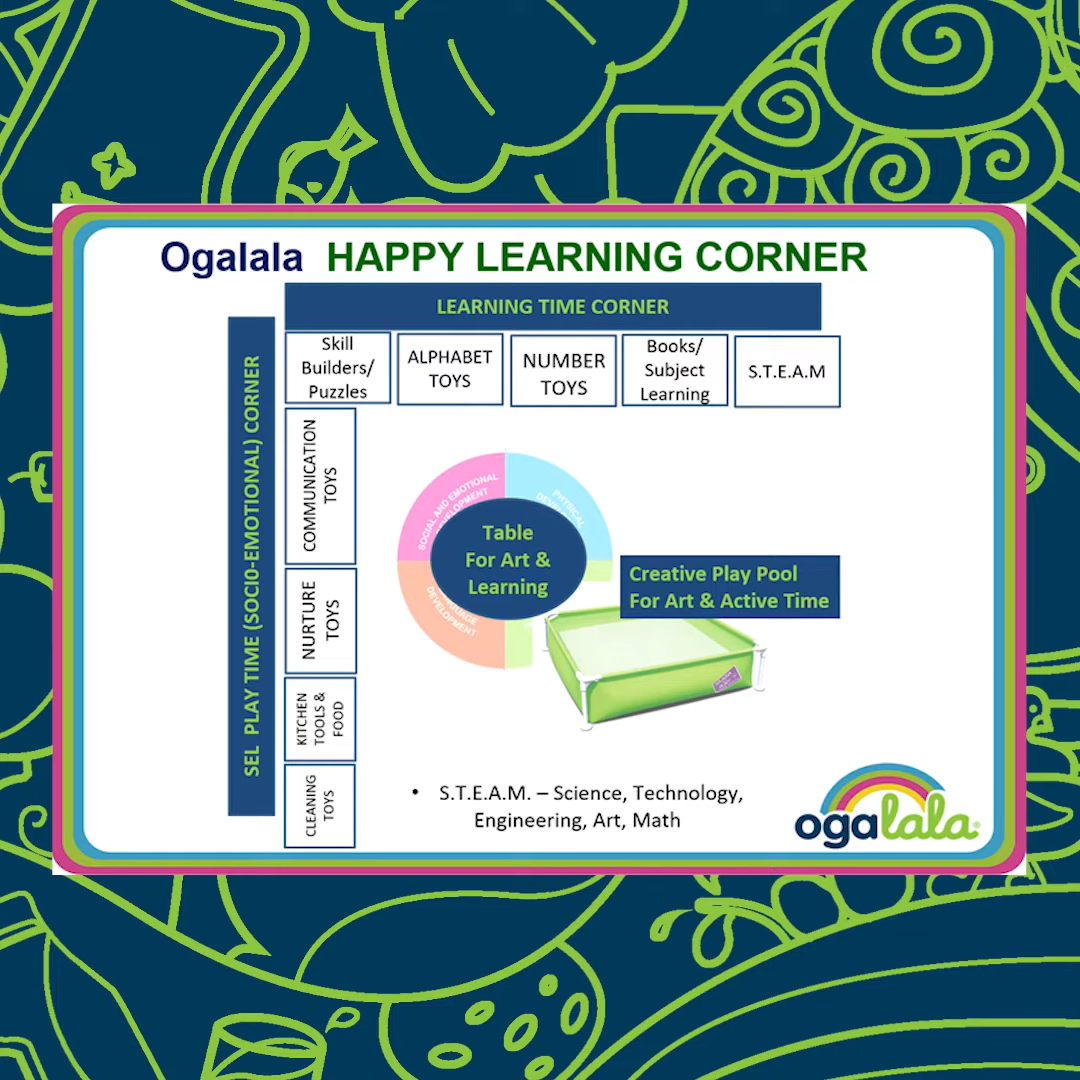 Ogalala HAPPY LEARNING CORNER
LEARNING TIME CORNER
Skill
Builders/
Puzzles
ALPHABET
TOYS
NUMBER
TOYS
Books/
Subject
Learning
S.T.E.A.M
SEL PLAY TIME (SOCI0-EMOTIONAL) CORNER
COMMUNICATION
TOYS
NURTURE
TOYS
KITCHEN
TOOLS &
FOOD
CLEANING
TOYS
SOCIAL AND EMOTIONAL
PHYSICAL
DEVELOPMENT
Table
For Art &
Learning
Creative Play Pool
For Art & Active Time
• S.T.E.A.M. – Science, Technology,
Engineering, Art, Math
ogalala®